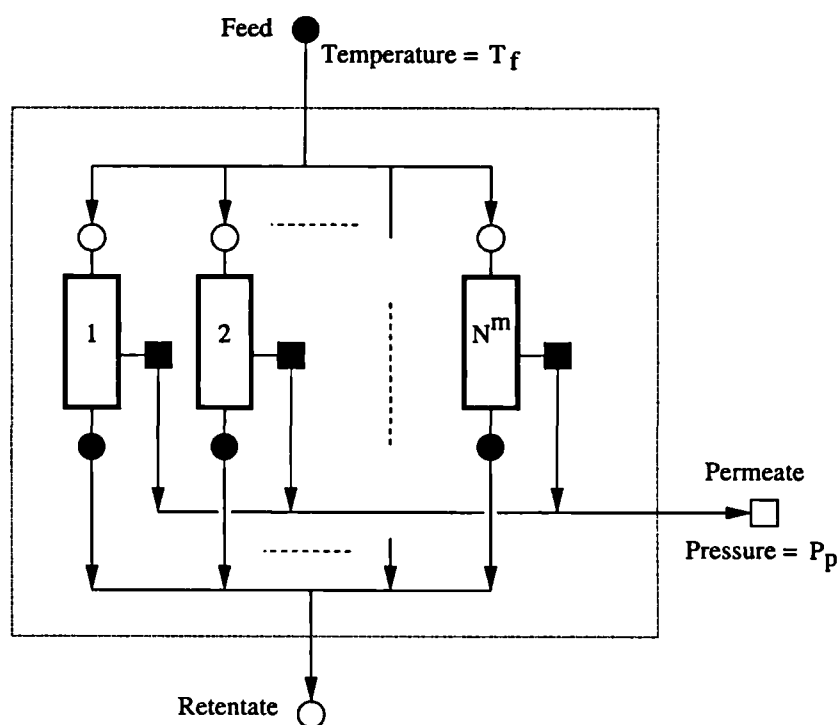 Feed
Temperature = T_f
1
2
N^m
Permeate
Pressure = P_p
Retentate